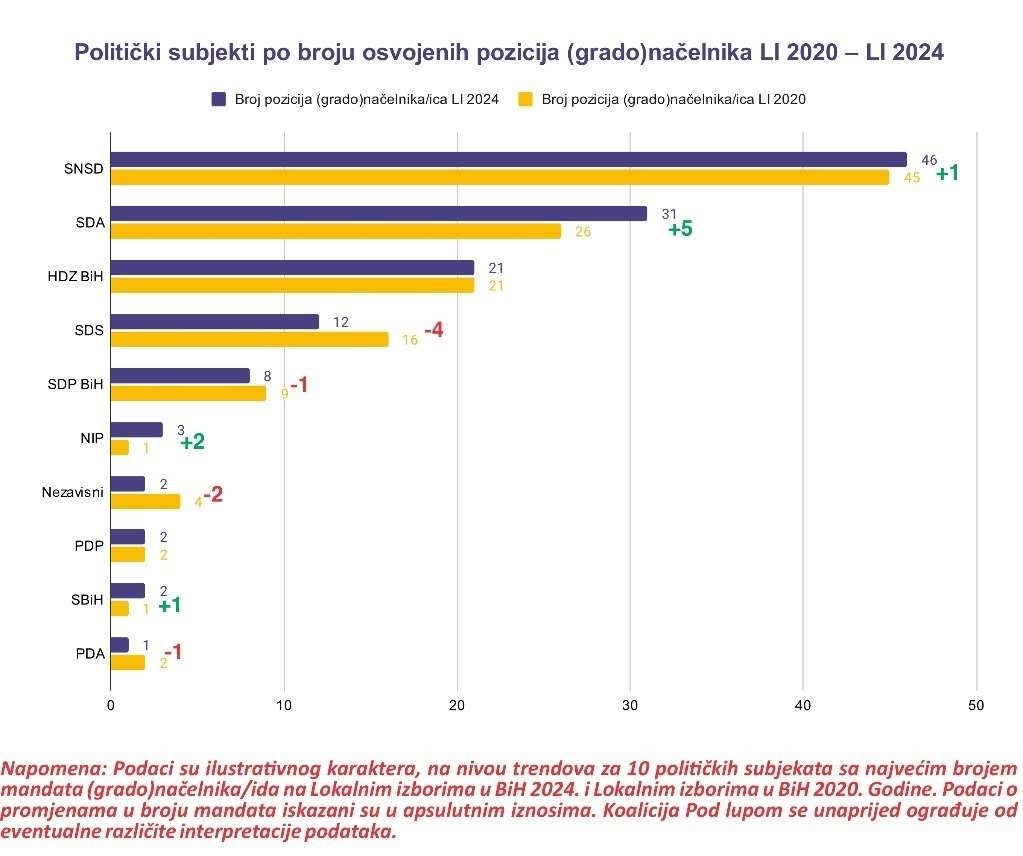 Politički subjekti po broju osvojenih pozicija (grado)načelnika LI 2020 – LI 2024
Broj pozicija (grado)načelnika/ica LI 2024 Broj pozicija (grado)načelnika/ica LI 2020
SNSD 46
45 +1
SDA 31
26 +5
HDZ BiH 21
21
SDS 12
16 -4
SDP BiH 8
9 -1
NIP 3
1 +2
Nezavisni 2
4 -2
PDP 2
2
SBiH 2
1 +1
PDA 1
2 -1
0 10 20 30 40 50
Napomena: Podaci su ilustrativnog karaktera, na nivou trendova za 10 političkih subjekata sa najvećim brojem
mandata (grado)načelnika/ida na Lokalnim izborima u BiH 2024. i Lokalnim izborima u BiH 2020. Godine. Podaci o
promjenama u broju mandata iskazani su u apsulutnim iznosima. Koalicija Pod lupom se unaprijed ograđuje od
eventualne različite interpretacije podataka.